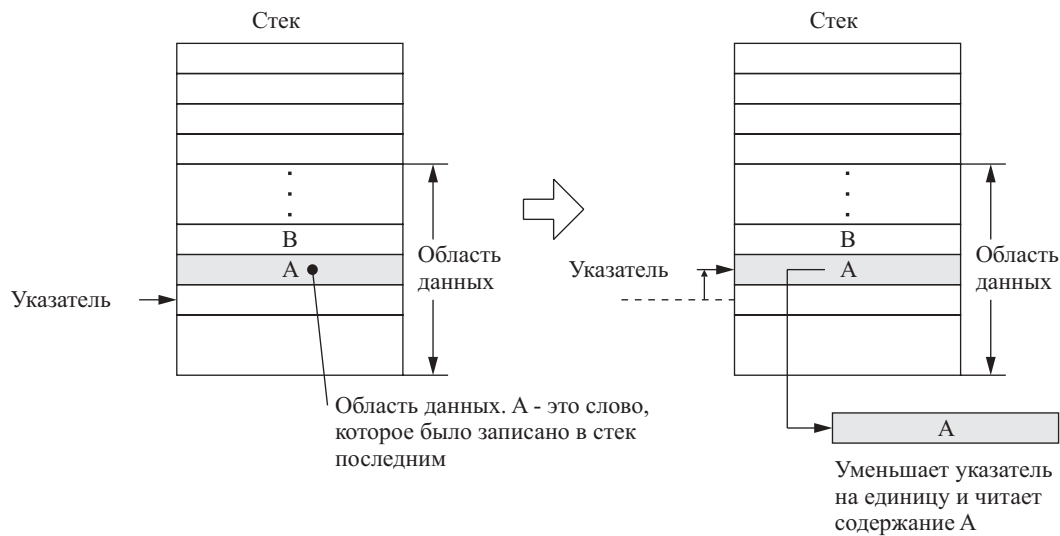 Стек
B
A
Указатель
Область
данных
Область данных. А - это слово,
которое было записано в стек
последним
Стек
B
A
Указатель
Область
данных
A
Уменьшает указатель
на единицу и читает
содержание А